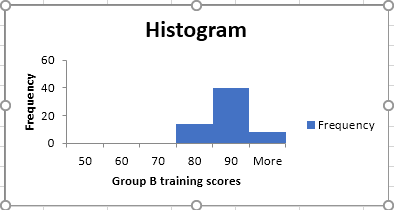 Histogram
Frequency
60
40
20
0
50 60 70 80 90 More
Group B training scores
Frequency